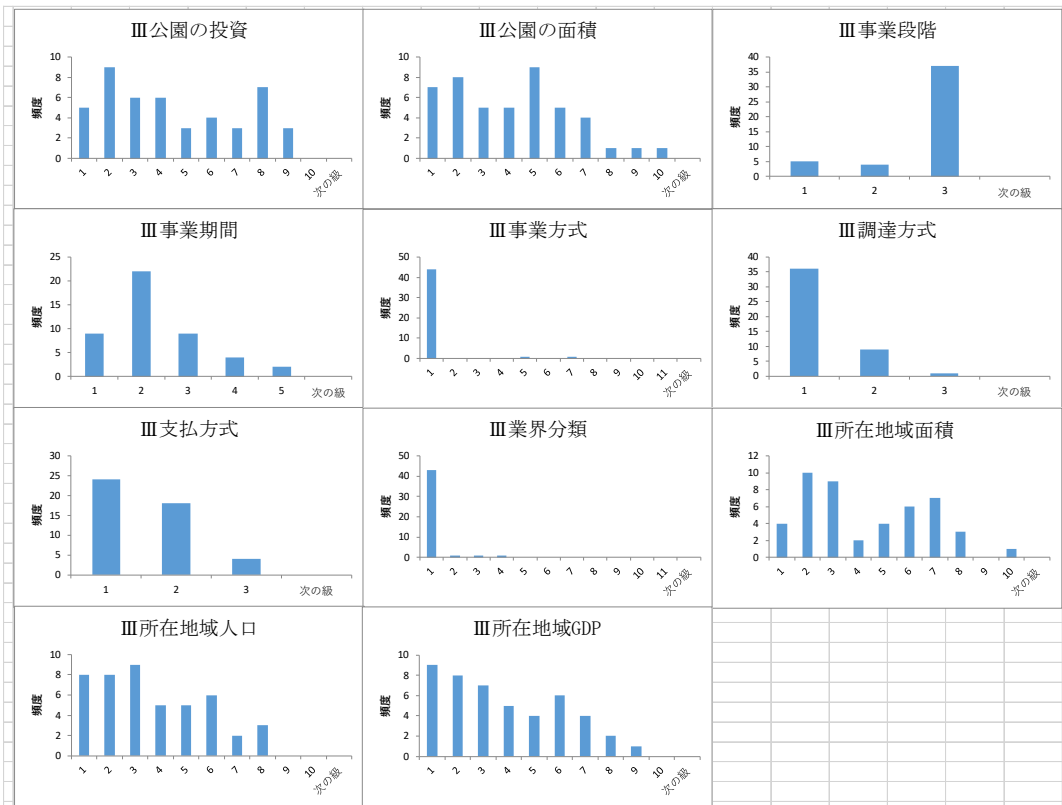 Ⅲ公園の投資
10
8
6
4
2
0
頻度
1 2 3 4 5 6 7 8 9 10 次の級
Ⅲ公園の面積
10
8
6
4
2
0
頻度
1 2 3 4 5 6 7 8 9 10 次の級
Ⅲ事業段階
40
35
30
25
20
15
10
5
0
頻度
1 2 3 次の級
Ⅲ事業期間
25
20
15
10
5
0
頻度
1 2 3 4 5 次の級
Ⅲ事業方式
50
40
30
20
10
0
頻度
1 2 3 4 5 6 7 8 9 10 11 次の級
Ⅲ調達方式
40
35
30
25
20
15
10
5
0
頻度
1 2 3 次の級
Ⅲ支払方式
30
25
20
15
10
5
0
頻度
1 2 3 次の級
Ⅲ業界分類
50
40
30
20
10
0
頻度
1 2 3 4 5 6 7 8 9 10 11 次の級
Ⅲ所在地域面積
12
10
8
6
4
2
0
頻度
1 2 3 4 5 6 7 8 9 10 次の級
Ⅲ所在地域人口
10
8
6
4
2
0
頻度
1 2 3 4 5 6 7 8 9 10 次の級
Ⅲ所在地域GDP
10
8
6
4
2
0
頻度
1 2 3 4 5 6 7 8 9 10 次の級